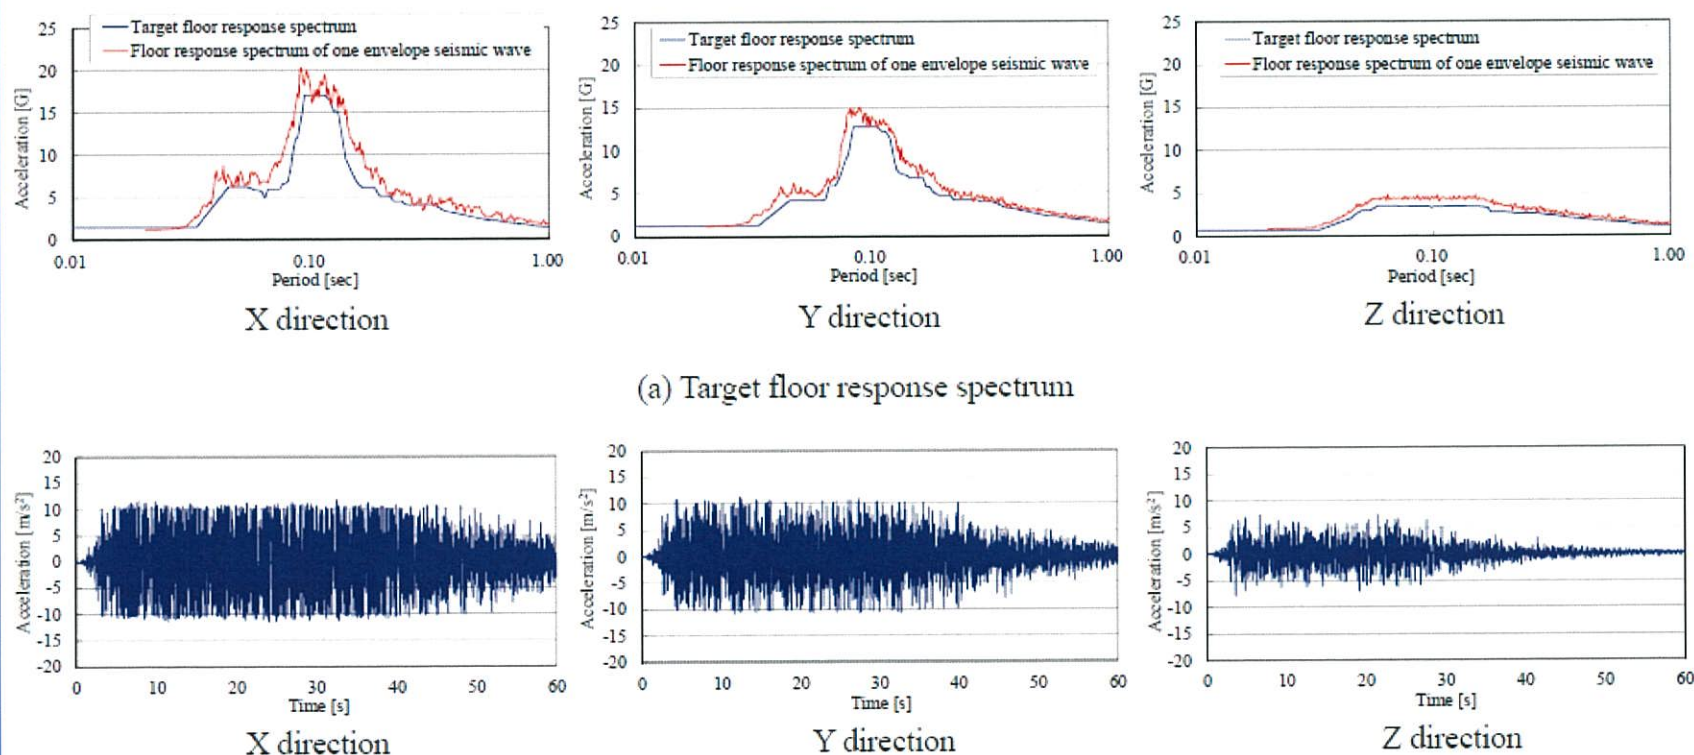 Target floor response spectrum
Floor response spectrum of one envelope seismic wave
25
20
15
10
5
0
Acceleration [G]
0.01 0.10 1.00
Period [sec]
X direction
Target floor response spectrum
Floor response spectrum of one envelope seismic wave
25
20
15
10
5
0
Acceleration [G]
0.01 0.10 1.00
Period [sec]
Y direction
Target floor response spectrum
Floor response spectrum of one envelope seismic wave
25
20
15
10
5
0
Acceleration [G]
0.01 0.10 1.00
Period [sec]
Z direction
(a) Target floor response spectrum
20
15
10
5
0
-5
-10
-15
-20
Acceleration [m/s²]
0 10 20 30 40 50 60
Time [s]
X direction
20
15
10
5
0
-5
-10
-15
-20
Acceleration [m/s²]
0 10 20 30 40 50 60
Time [s]
Y direction
20
15
10
5
0
-5
-10
-15
-20
Acceleration [m/s²]
0 10 20 30 40 50 60
Time [s]
Z direction